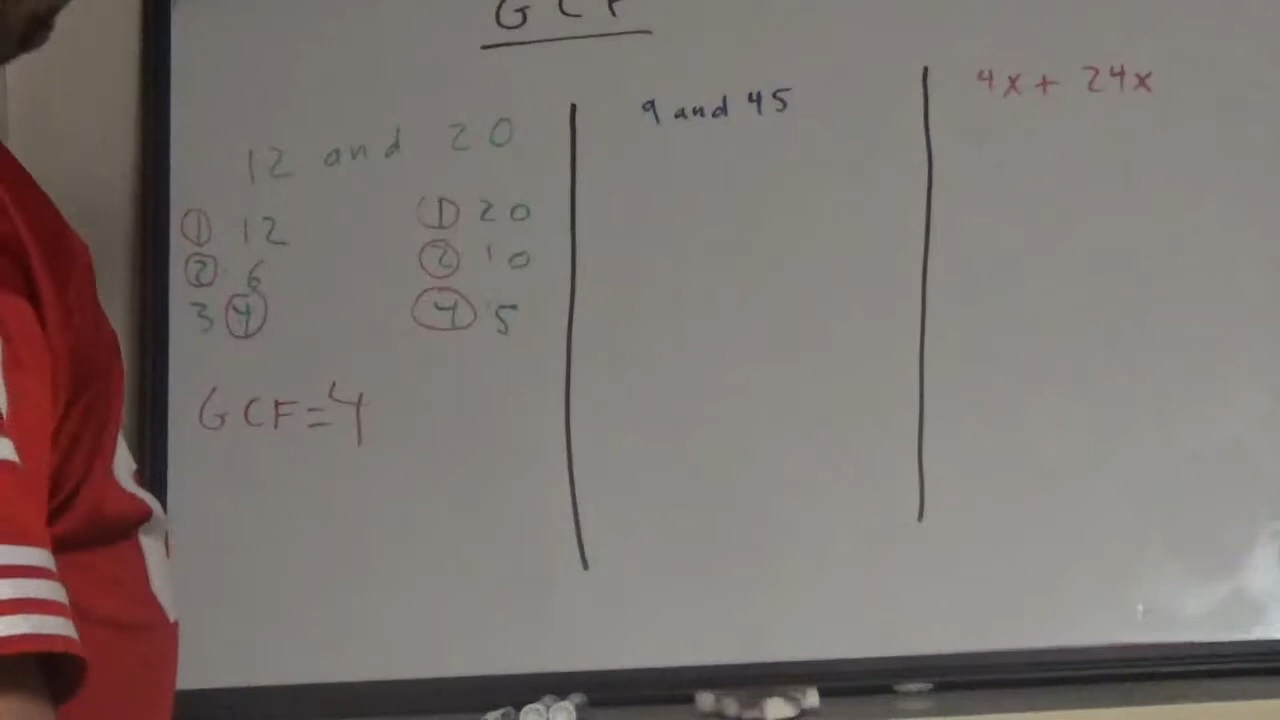 GCF
12 and 20
1 12
2 6
3 4
1 20
2 10
4 5
GCF=4
9 and 45
4x + 24x